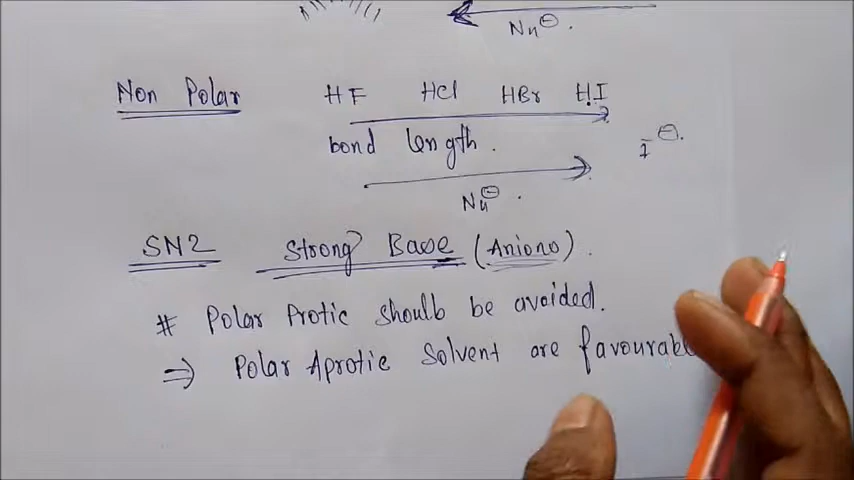 Nu⊖.
Non Polar HF HCl HBr HI
bond length. I⊖.
Nu⊖.
SN2 Strong Base (Anions).
# Polar Protic shoulb be avoided.
⇒ Polar Aprotic Solvent are favourable